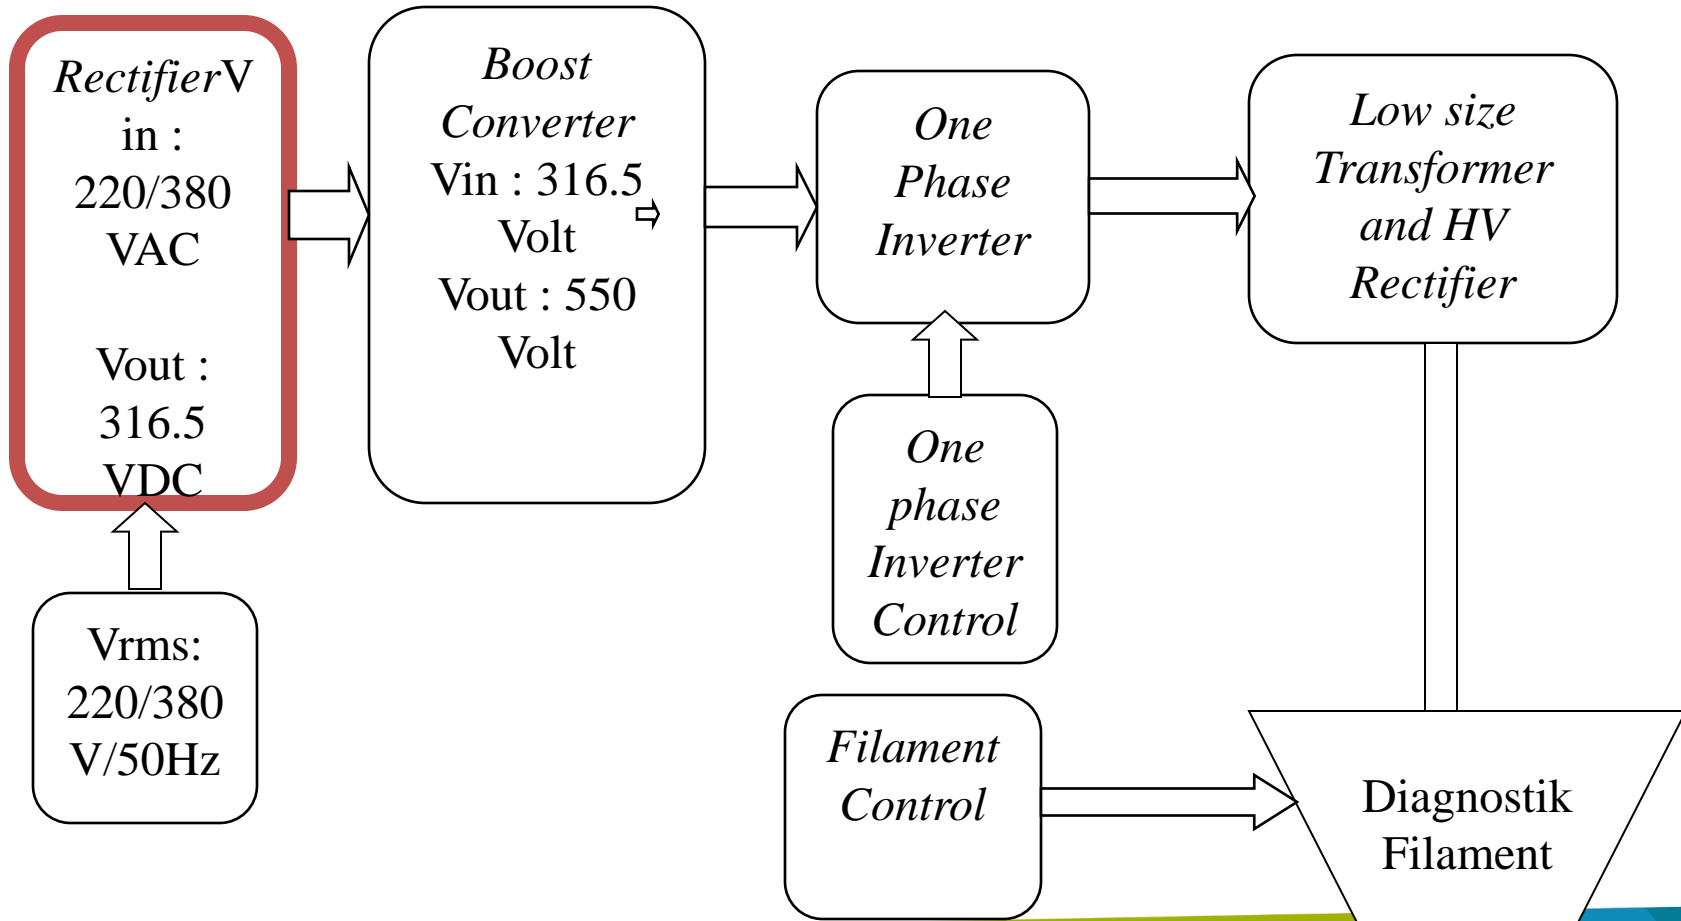 RectifierV
in :
220/380
VAC
Vout :
316.5
VDC
Boost
Converter
Vin : 316.5
Volt
Vout : 550
Volt
One
Phase
Inverter
Low size
Transformer
and HV
Rectifier
One
phase
Inverter
Control
Vrms:
220/380
V/50Hz
Filament
Control
Diagnostik
Filament